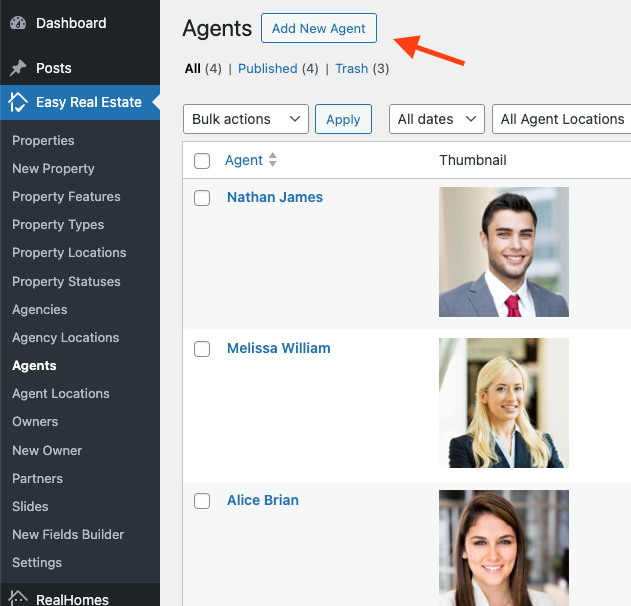 Dashboard
Posts
Easy Real Estate
Properties
New Property
Property Features
Property Types
Property Locations
Property Statuses
Agencies
Agency Locations
Agents
Agent Locations
Owners
New Owner
Partners
Slides
New Fields Builder
Settings
RealHomes
Agents Add New Agent
All (4) | Published (4) | Trash (3)
Bulk actions Apply All dates All Agent Locations
Agent Thumbnail
Nathan James
Melissa William
Alice Brian